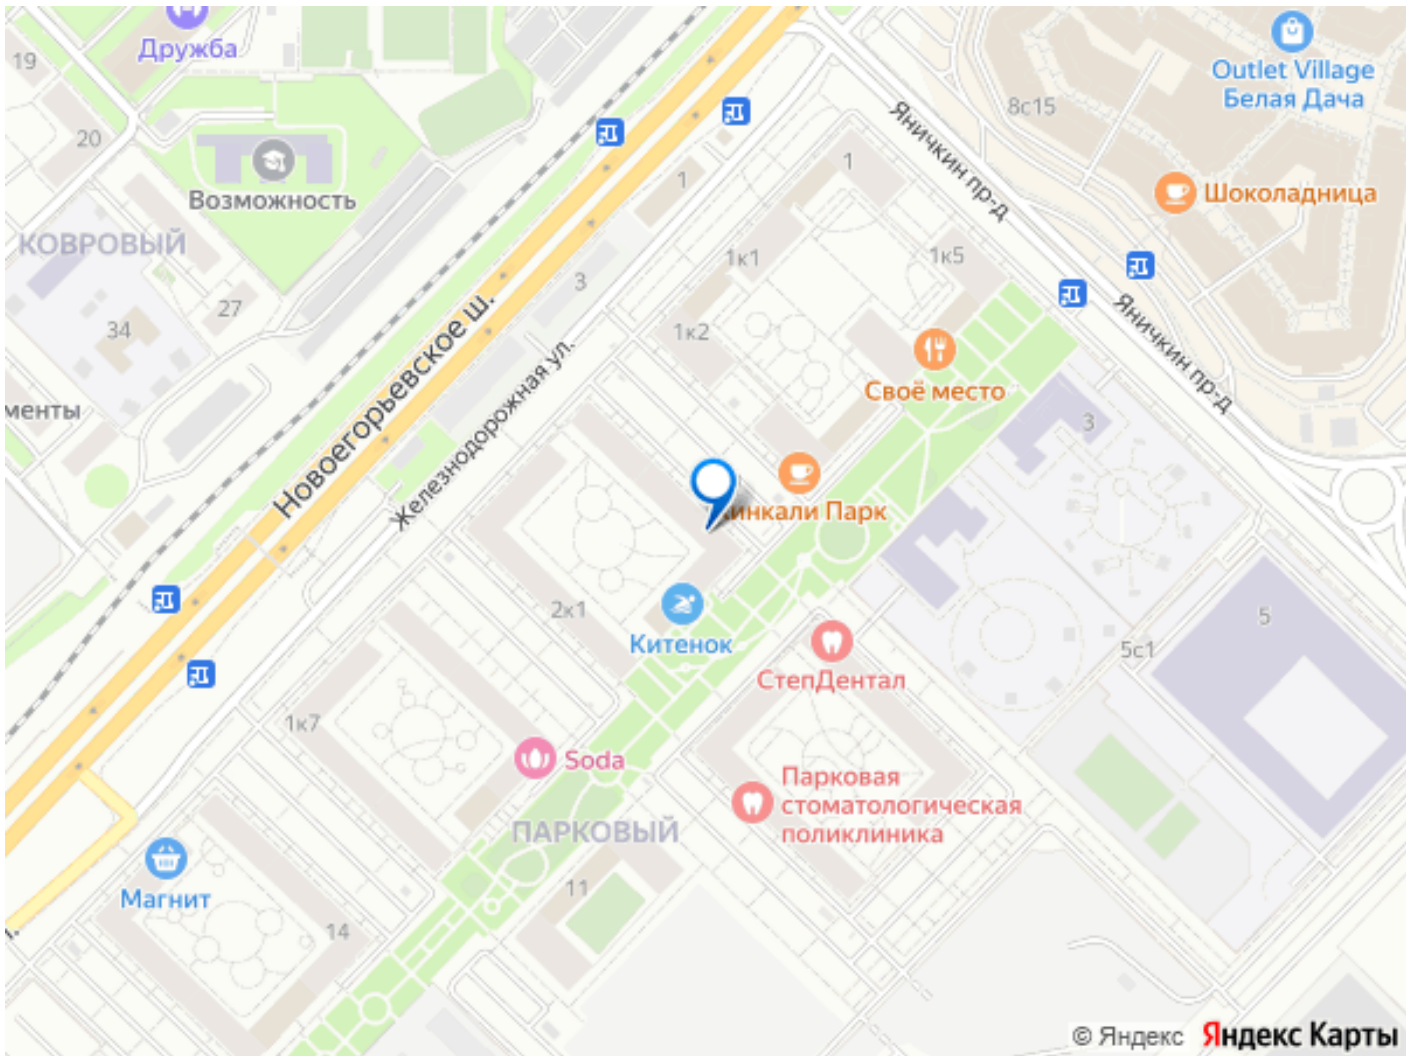 19
Дружба
Outlet Village
Белая Дача
8с15
20
Яничкин пр-д
Возможность
1
1
Шоколадница
КОВРОВЫЙ
1к1
1к5
3
27
34
Новоегорьевское ш.
1к2
Яничкин пр-д
Железнодорожная ул.
Своё место
менты
3
инкали Парк
2к1
5
Китенок
5с1
СтепДентал
1к7
Soda
Парковая
стоматологическая
поликлиника
ПАРКОВЫЙ
11
Магнит
14
© Яндекс Яндекс Карты